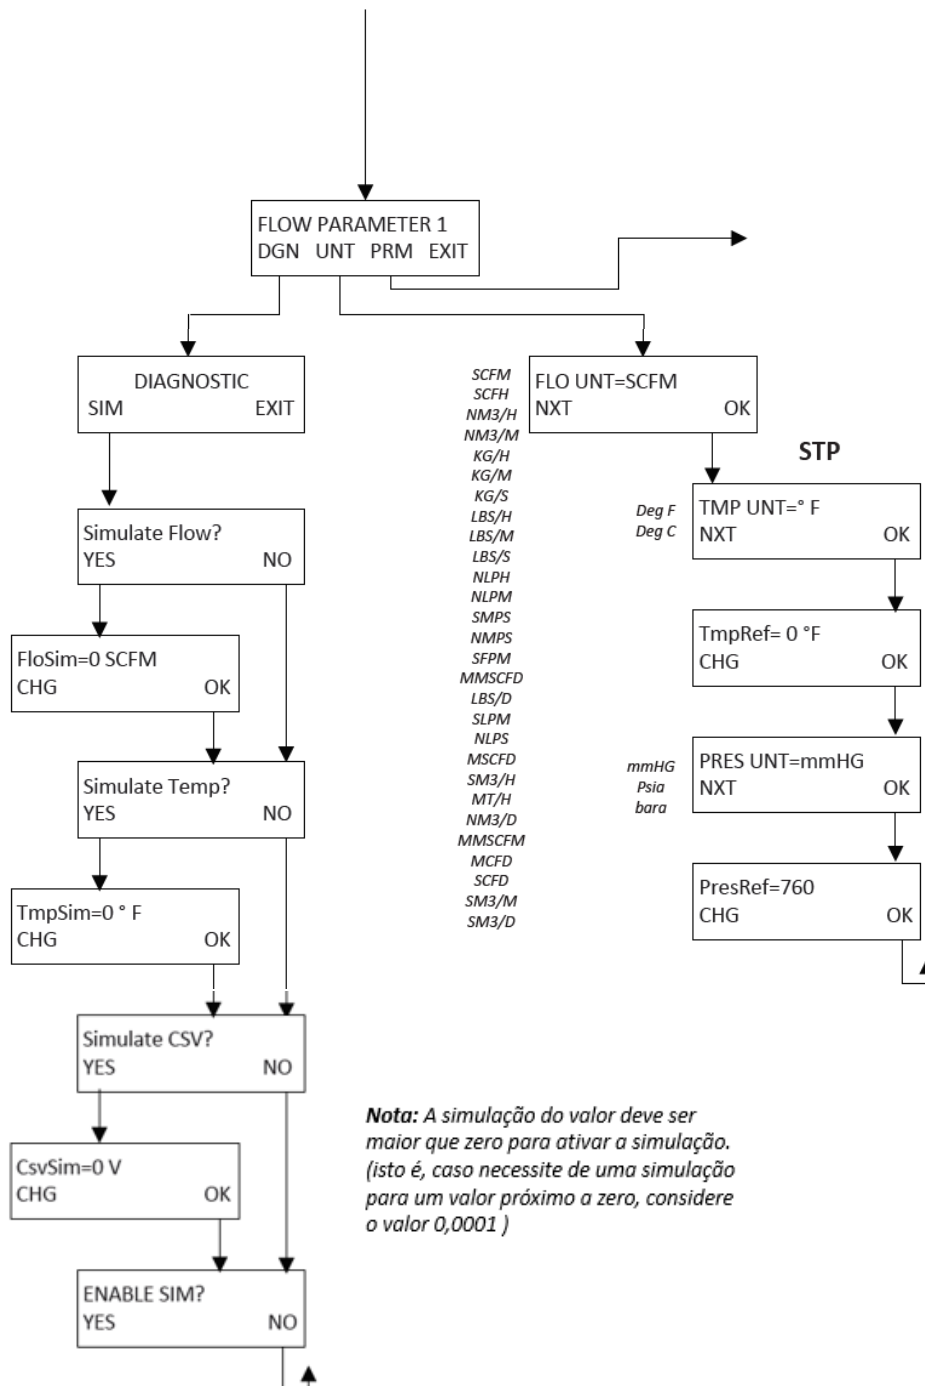 FLOW PARAMETER 1
DGN UNT PRM EXIT
DIAGNOSTIC
SIM EXIT
Simulate Flow?
YES NO
FloSim=0 SCFM
CHG OK
Simulate Temp?
YES NO
TmpSim=0 ° F
CHG OK
Simulate CSV?
YES NO
CsvSim=0 V
CHG OK
ENABLE SIM?
YES NO
SCFM
SCFH
NM3/H
NM3/M
KG/H
KG/M
KG/S
LBS/H
LBS/M
LBS/S
NLPH
NLPM
SMPS
NMPS
SFPM
MMSCFD
LBS/D
SLPM
NLPS
MSCFD
SM3/H
MT/H
NM3/D
MMSCFM
MCFD
SCFD
SM3/M
SM3/D
FLO UNT=SCFM
NXT OK
STP
Deg F
Deg C
TMP UNT=° F
NXT OK
TmpRef= 0 °F
CHG OK
mmHG
Psia
bara
PRES UNT=mmHG
NXT OK
PresRef=760
CHG OK
Nota: A simulação do valor deve ser
maior que zero para ativar a simulação.
(isto é, caso necessite de uma simulação
para um valor próximo a zero, considere
o valor 0,0001 )